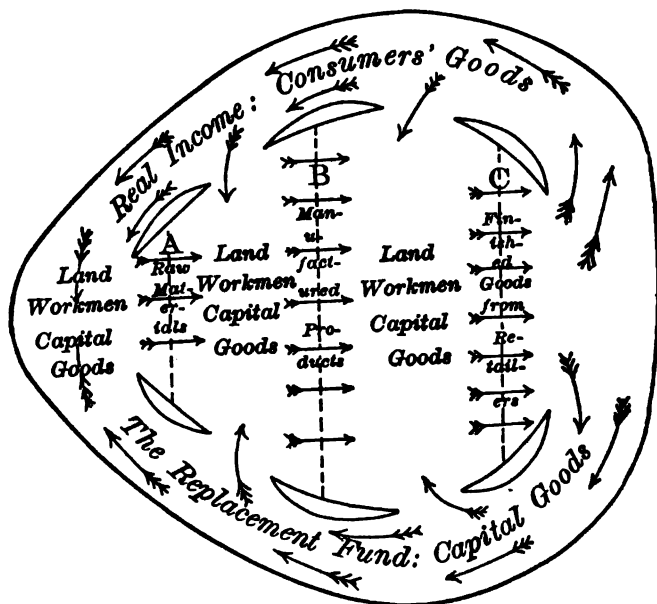 Real Income: Consumers' Goods
A
Raw
Mat-
er-
ials
B
Man-
u-
fact-
ured
Pro-
ducts
C
Fin-
ish-
ed
Goods
from
Re-
tail-
ers
Land
Workmen
Capital
Goods
Land
Workmen
Capital
Goods
Land
Workmen
Capital
Goods
The Replacement Fund: Capital Goods